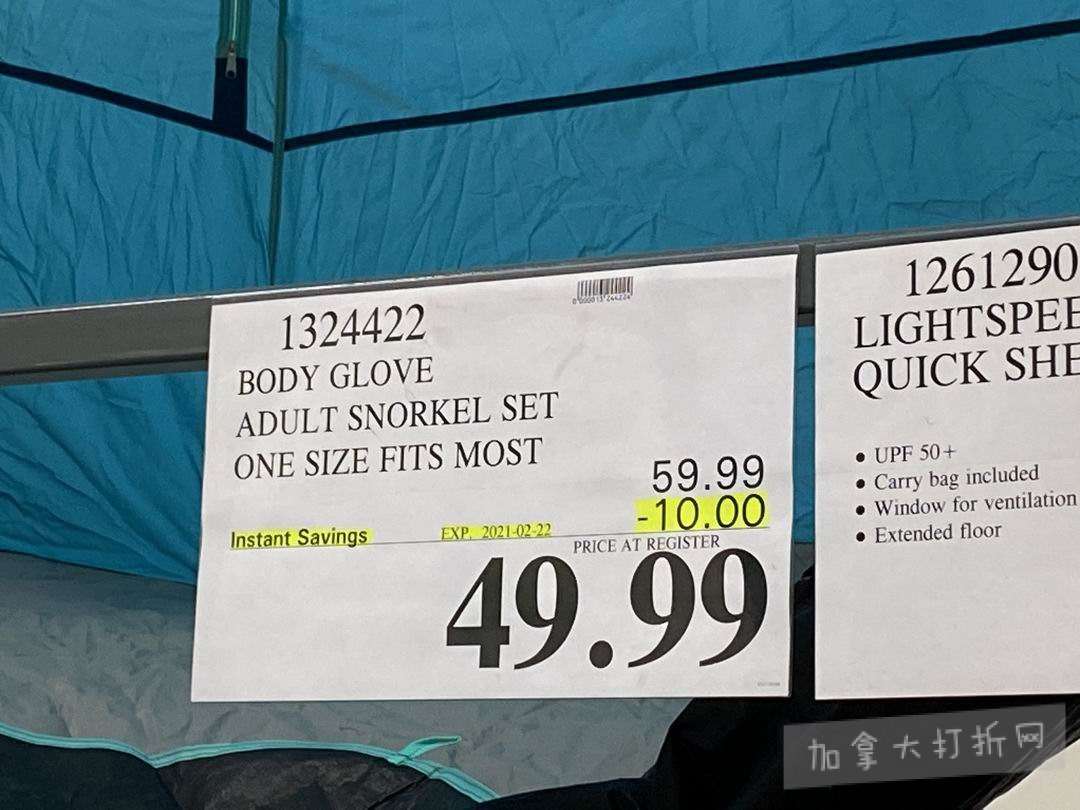 1324422
BODY GLOVE
ADULT SNORKEL SET
ONE SIZE FITS MOST
59.99
-10.00
Instant Savings EXP. 2021-02-22
PRICE AT REGISTER
49.99
1261290
LIGHTSPEE
QUICK SHE
• UPF 50+
• Carry bag included
• Window for ventilation
• Extended floor
加拿大打折网